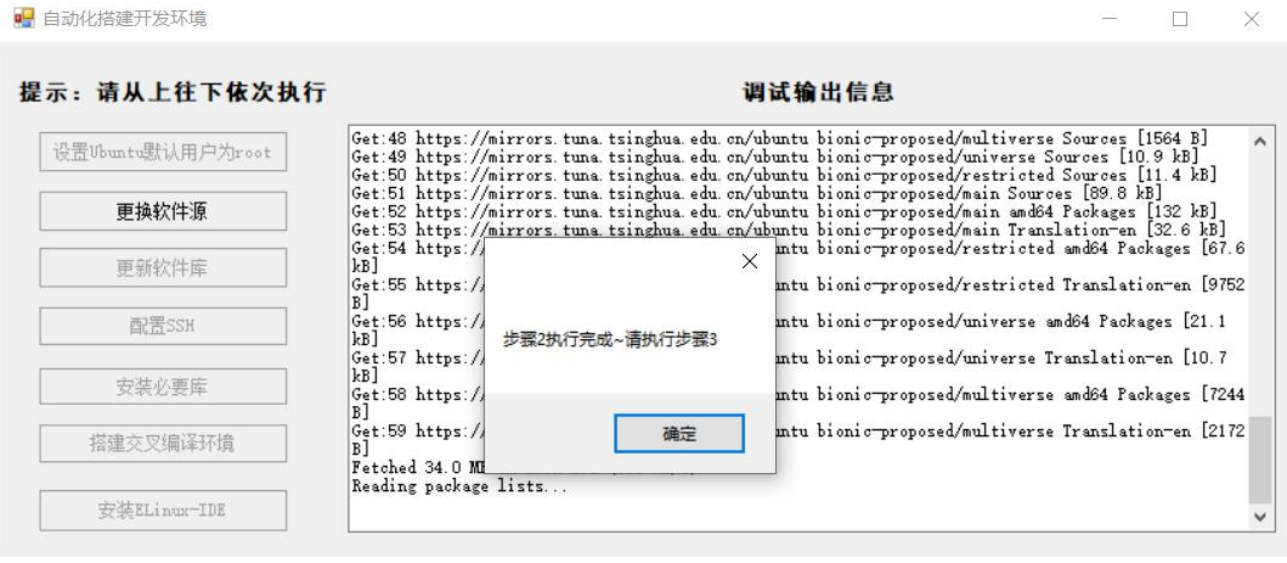 自动化搭建开发环境
提示：请从上往下依次执行
调试输出信息
设置Ubuntu默认用户为root
更换软件源
更新软件库
配置SSH
安装必要库
搭建交叉编译环境
安装ELinux-IDE
Get:48 https://mirrors.tuna.tsinghua.edu.cn/ubuntu bionic-proposed/multiverse Sources [1564 B]
Get:49 https://mirrors.tuna.tsinghua.edu.cn/ubuntu bionic-proposed/universe Sources [10.9 kB]
Get:50 https://mirrors.tuna.tsinghua.edu.cn/ubuntu bionic-proposed/restricted Sources [11.4 kB]
Get:51 https://mirrors.tuna.tsinghua.edu.cn/ubuntu bionic-proposed/main Sources [89.8 kB]
Get:52 https://mirrors.tuna.tsinghua.edu.cn/ubuntu bionic-proposed/main amd64 Packages [132 kB]
Get:53 https://mirrors.tuna.tsinghua.edu.cn/ubuntu bionic-proposed/main Translation-en [32.6 kB]
Get:54 https:// untu bionic-proposed/restricted amd64 Packages [67.6
kB]
Get:55 https:// untu bionic-proposed/restricted Translation-en [9752
B]
Get:56 https:// untu bionic-proposed/universe amd64 Packages [21.1
kB]
Get:57 https:// untu bionic-proposed/universe Translation-en [10.7
kB]
Get:58 https:// untu bionic-proposed/multiverse amd64 Packages [7244
B]
Get:59 https:// untu bionic-proposed/multiverse Translation-en [2172
B]
Fetched 34.0
Reading package lists...
步骤2执行完成~请执行步骤3
确定